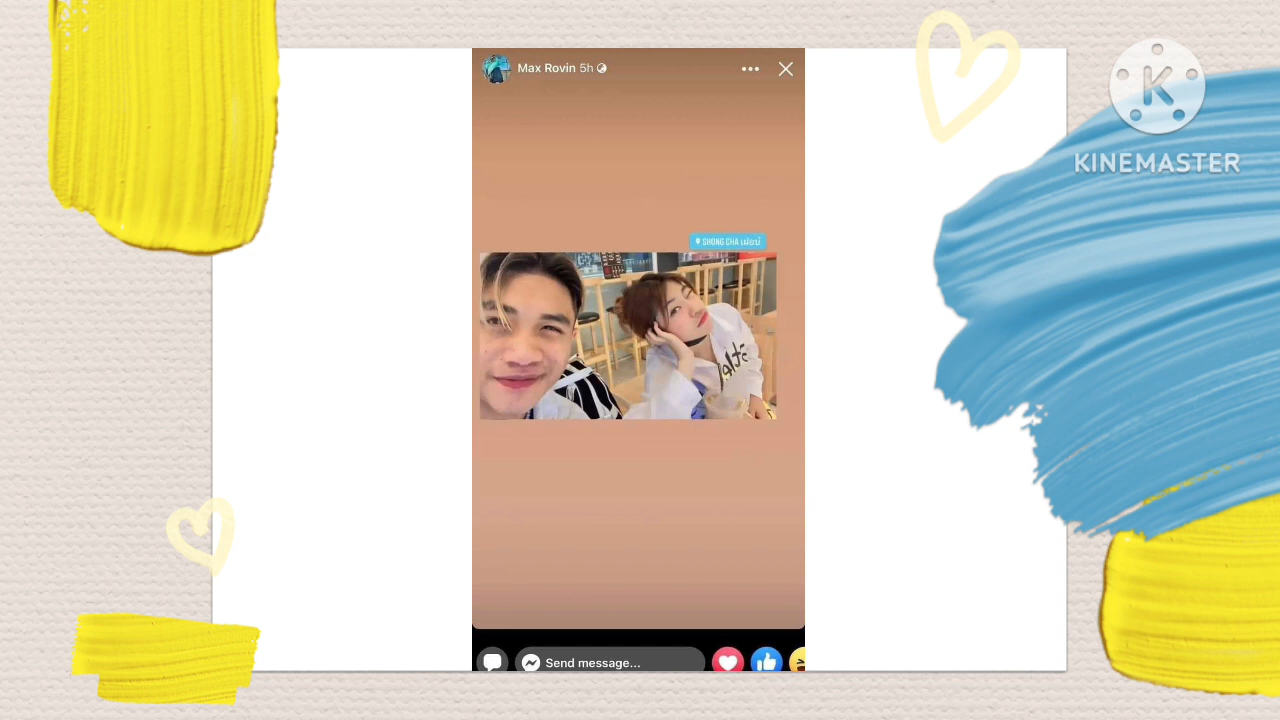 Max Rovin 5h
SHONG CHA
Send message...
K
KINEMASTER